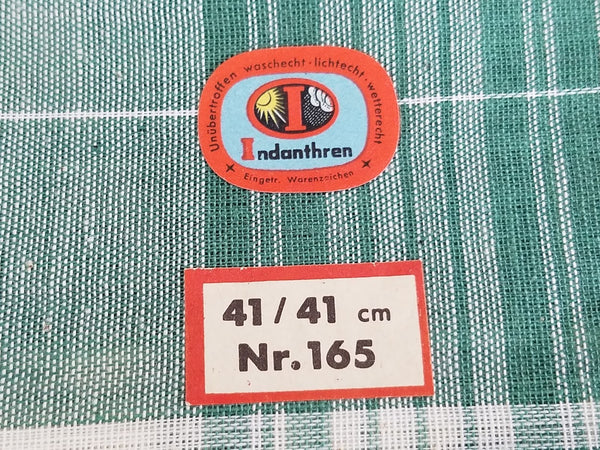 Unübertroffen waschecht · lichtecht · wetterecht
I
Indanthren
Eingetr. Warenzeichen
41/41 cm
Nr. 165